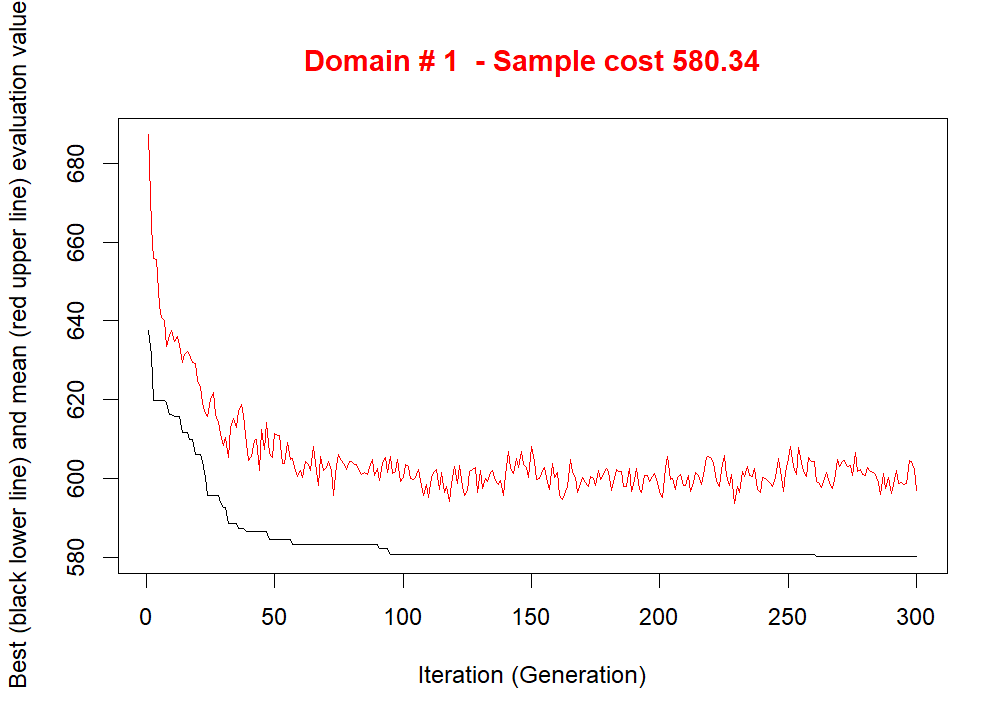 Domain # 1  - Sample cost 580.34
Best (black lower line) and mean (red upper line) evaluation value
680
660
640
620
600
580
0 50 100 150 200 250 300
Iteration (Generation)